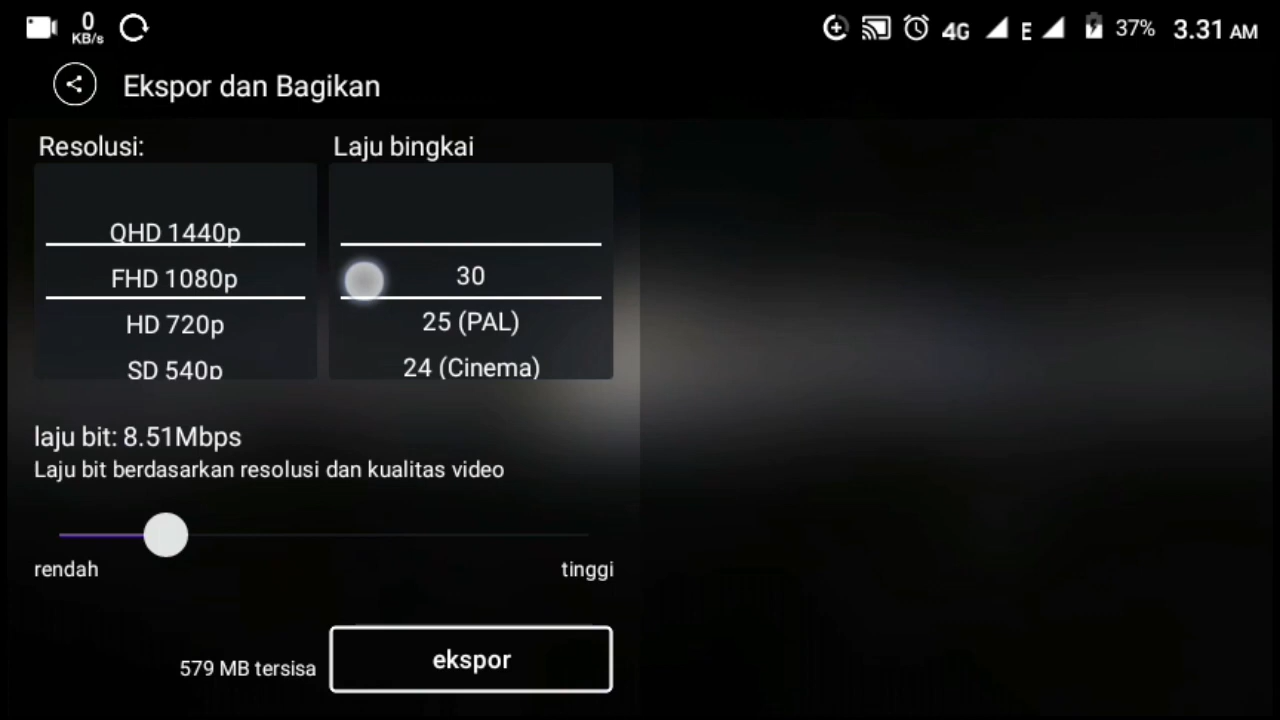 0
KB/s
4G
E
37%
3.31 AM
Ekspor dan Bagikan
Resolusi:
Laju bingkai
QHD 1440p
FHD 1080p
HD 720p
SD 540p
30
25 (PAL)
24 (Cinema)
laju bit: 8.51Mbps
Laju bit berdasarkan resolusi dan kualitas video
rendah
tinggi
579 MB tersisa
ekspor